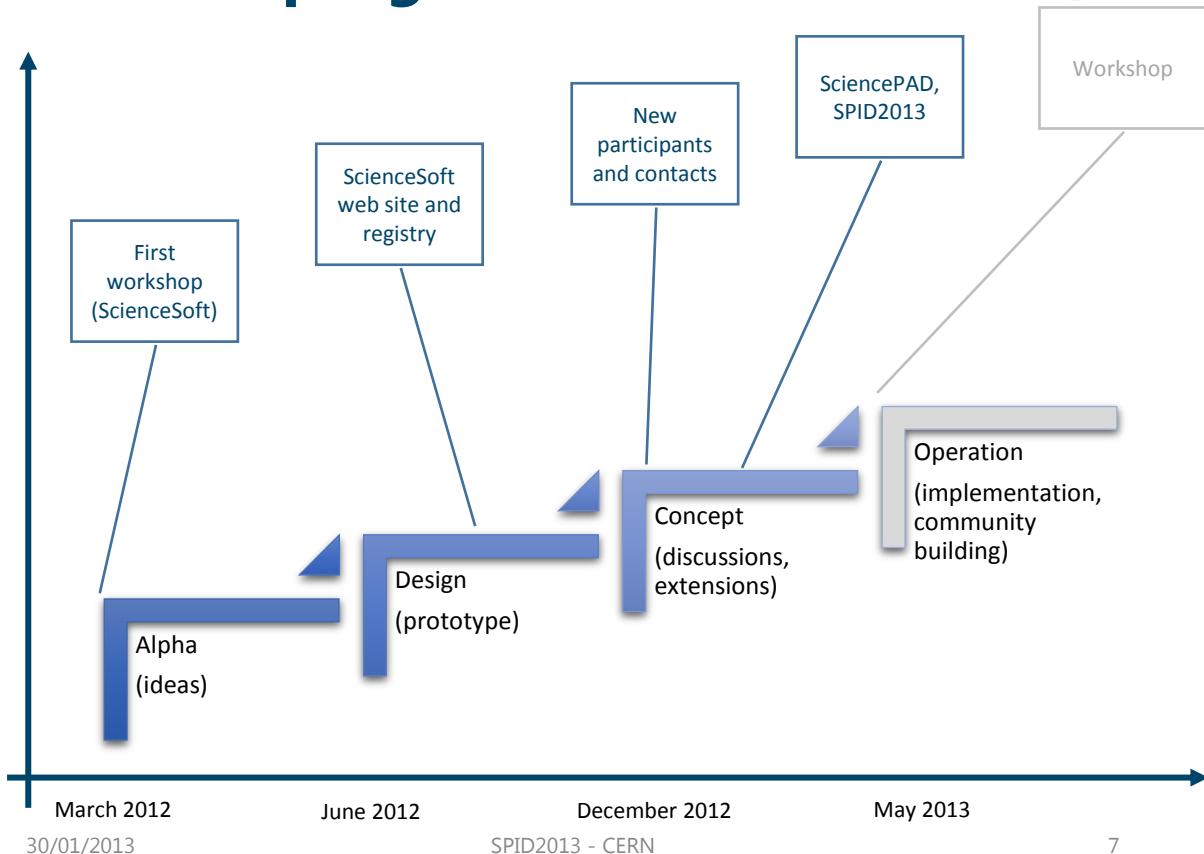 Workshop
SciencePAD,
SPID2013
New
participants
and contacts
ScienceSoft
web site and
registry
First
workshop
(ScienceSoft)
Operation
(implementation,
community
building)
Concept
(discussions,
extensions)
Design
(prototype)
Alpha
(ideas)
March 2012
June 2012
December 2012
May 2013
30/01/2013
SPID2013 - CERN
7